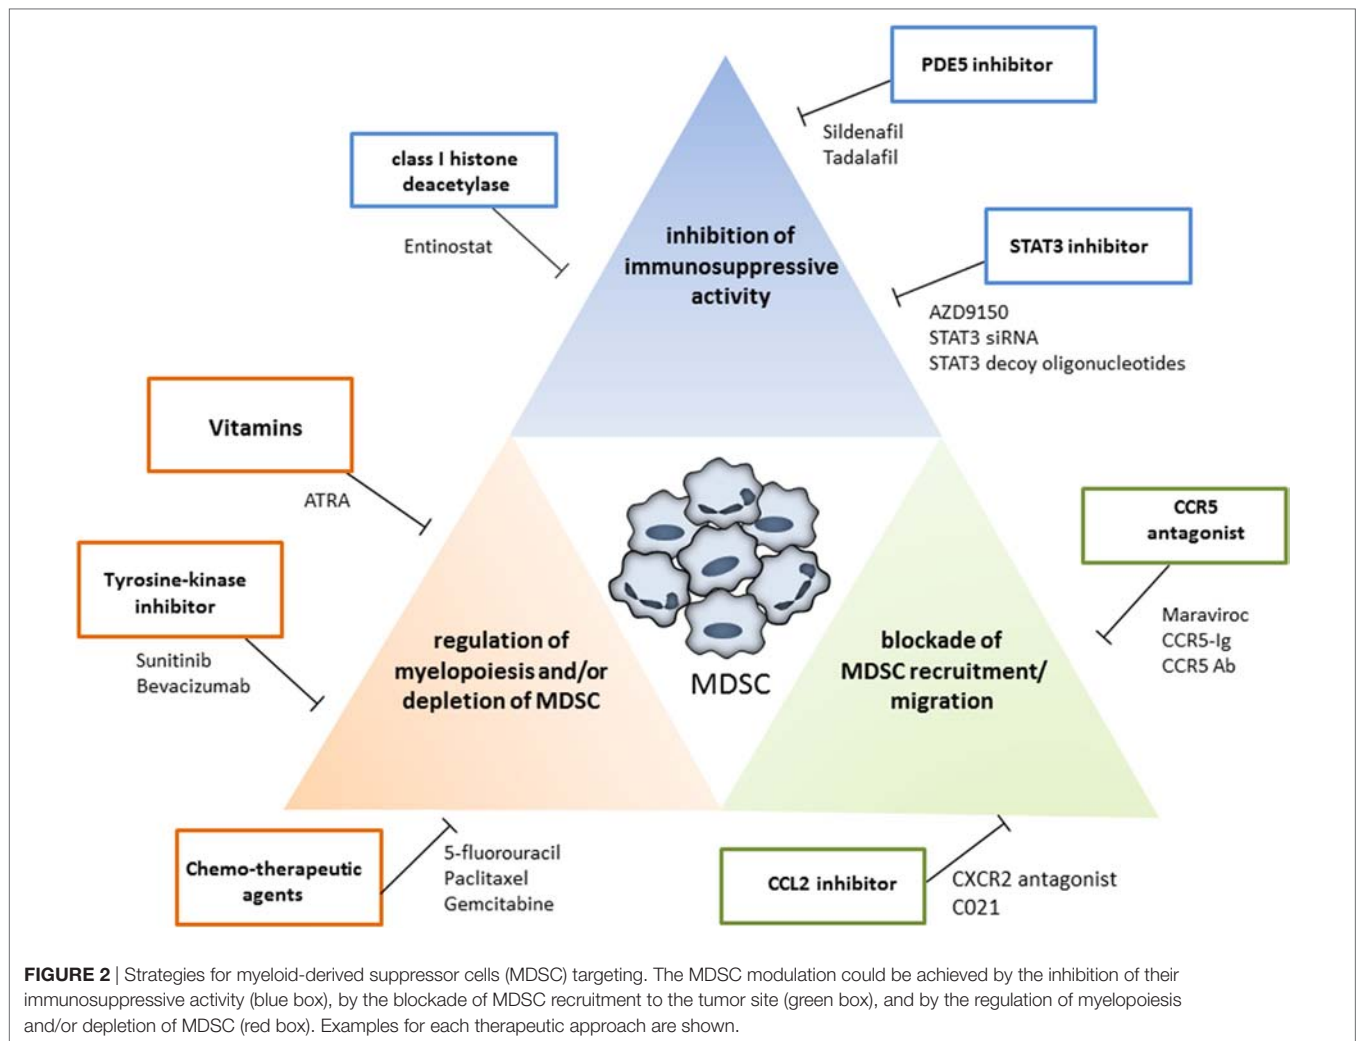 PDE5 inhibitor
Sildenafil
Tadalafil
class I histone
deacetylase
Entinostat
inhibition of
immunosuppressive
activity
STAT3 inhibitor
AZD9150
STAT3 siRNA
STAT3 decoy oligonucleotides
Vitamins
ATRA
CCR5
antagonist
Maraviroc
CCR5-Ig
CCR5 Ab
Tyrosine-kinase
inhibitor
Sunitinib
Bevacizumab
regulation of
myelopoiesis and/or
depletion of MDSC
MDSC
blockade of
MDSC recruitment/
migration
Chemo-therapeutic
agents
5-fluorouracil
Paclitaxel
Gemcitabine
CCL2 inhibitor
CXCR2 antagonist
C021
FIGURE 2 | Strategies for myeloid-derived suppressor cells (MDSC) targeting. The MDSC modulation could be achieved by the inhibition of their
immunosuppressive activity (blue box), by the blockade of MDSC recruitment to the tumor site (green box), and by the regulation of myelopoiesis
and/or depletion of MDSC (red box). Examples for each therapeutic approach are shown.